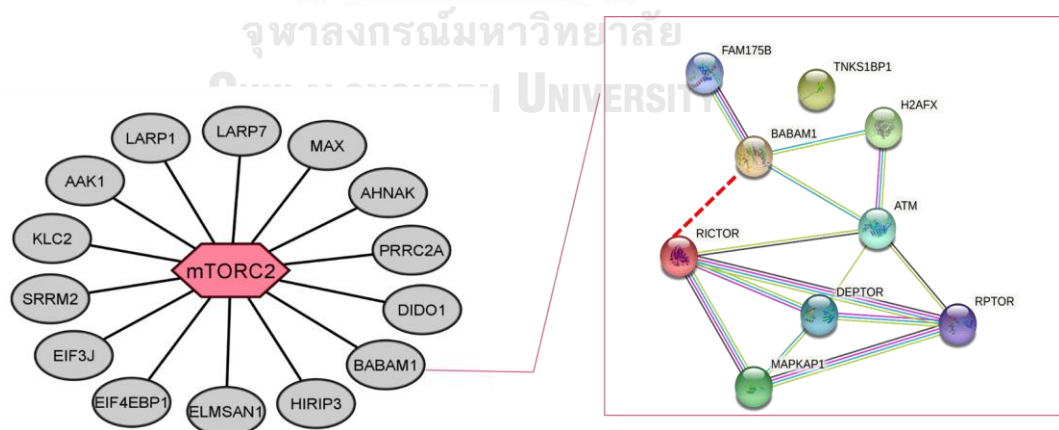 จุฬาลงกรณ์มหาวิทยาลัย
UNIVERSITY
LARP1
LARP7
MAX
AAK1
AHNAK
KLC2
PRRC2A
mTORC2
SRRM2
DIDO1
EIF3J
BABAM1
EIF4EBP1
ELMSAN1
HIRIP3
FAM175B
TNKS1BP1
H2AFX
BABAM1
ATM
RICTOR
DEPTOR
RPTOR
MAPKAP1